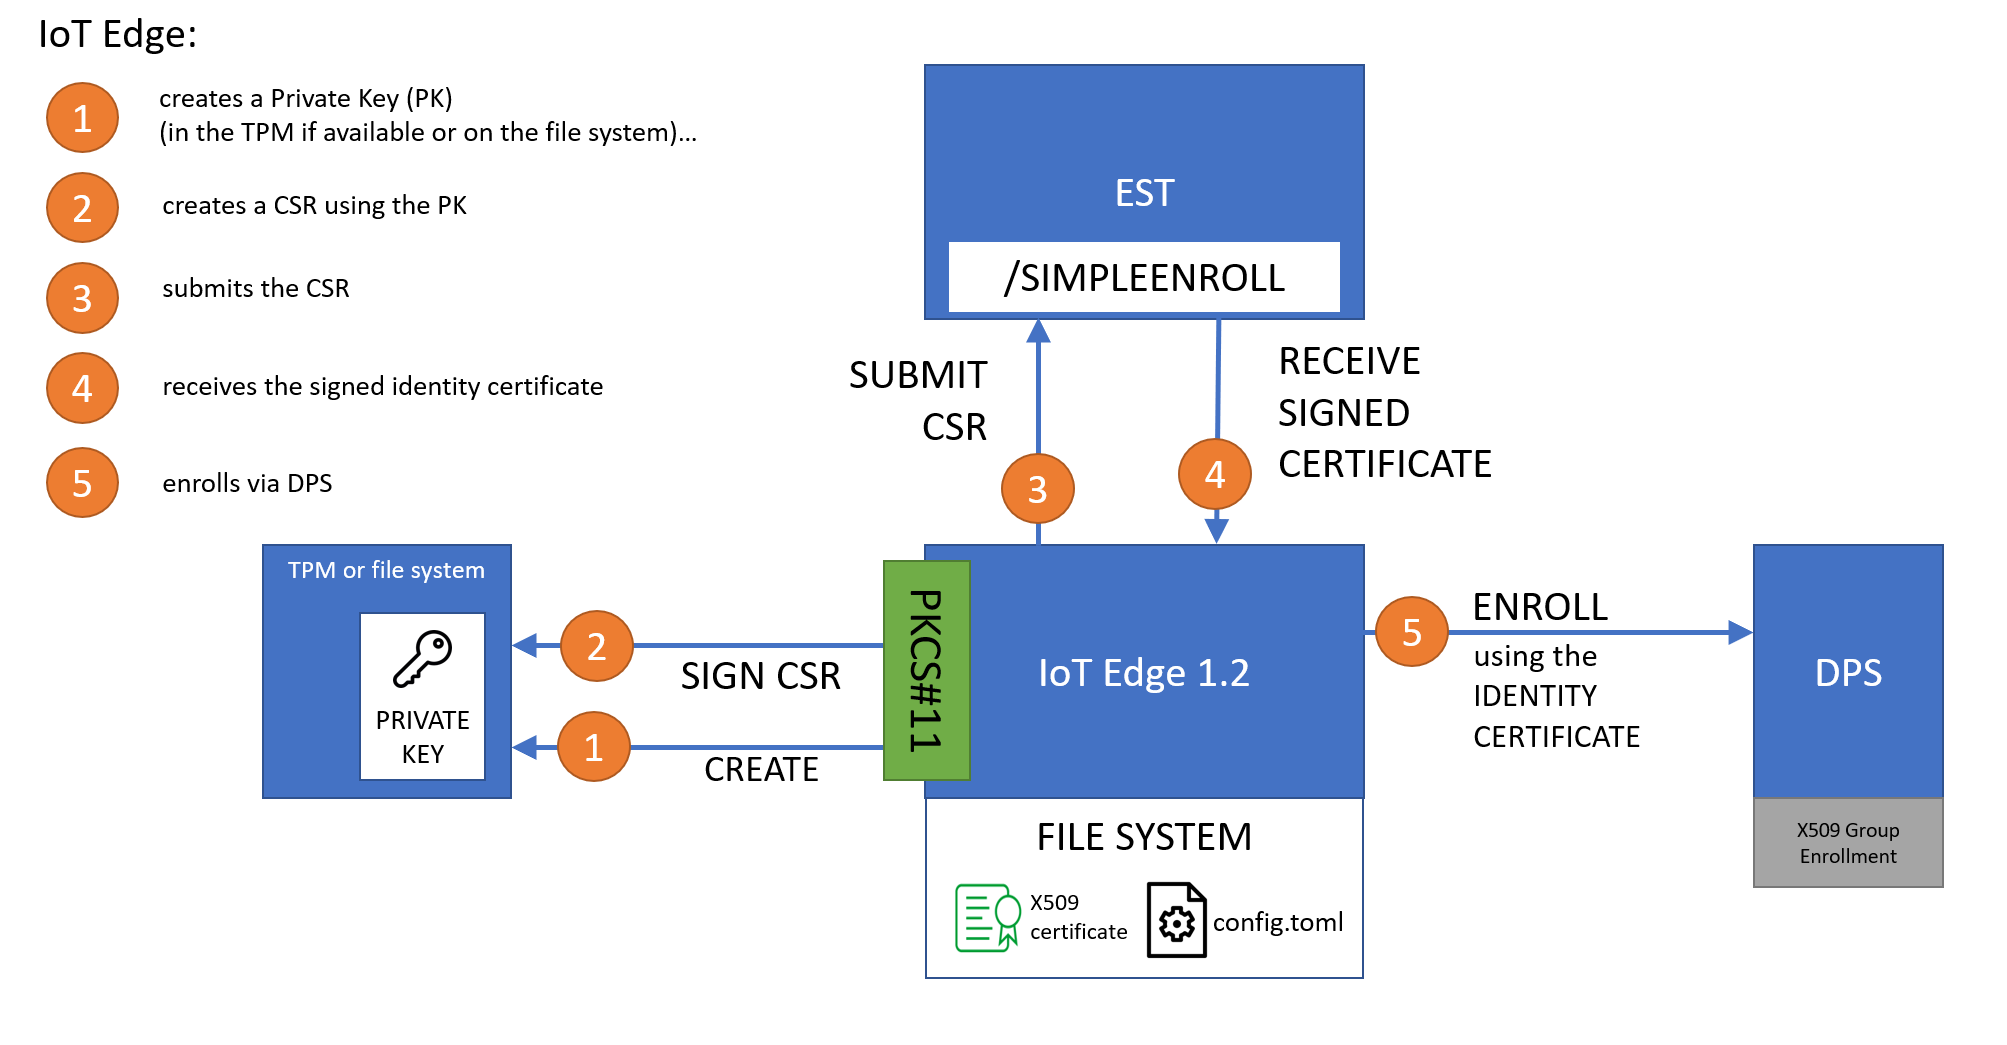 IoT Edge:
1
creates a Private Key (PK)
(in the TPM if available or on the file system)...
2
creates a CSR using the PK
3
submits the CSR
4
receives the signed identity certificate
5
enrolls via DPS
EST
/SIMPLEENROLL
SUBMIT
CSR
3
RECEIVE
SIGNED
CERTIFICATE
4
TPM or file system
PRIVATE
KEY
2
SIGN CSR
1
CREATE
PKCS#11
IoT Edge 1.2
5
ENROLL
using the
IDENTITY
CERTIFICATE
DPS
X509 Group
Enrollment
FILE SYSTEM
X509
certificate
config.toml